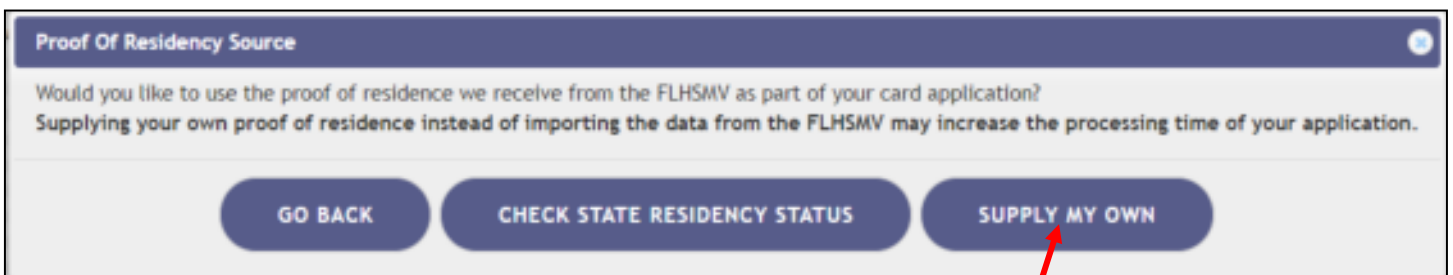 Proof Of Residency Source
Would you like to use the proof of residence we receive from the FLHSMV as part of your card application?
Supplying your own proof of residence instead of importing the data from the FLHSMV may increase the processing time of your application.
GO BACK
CHECK STATE RESIDENCY STATUS
SUPPLY MY OWN